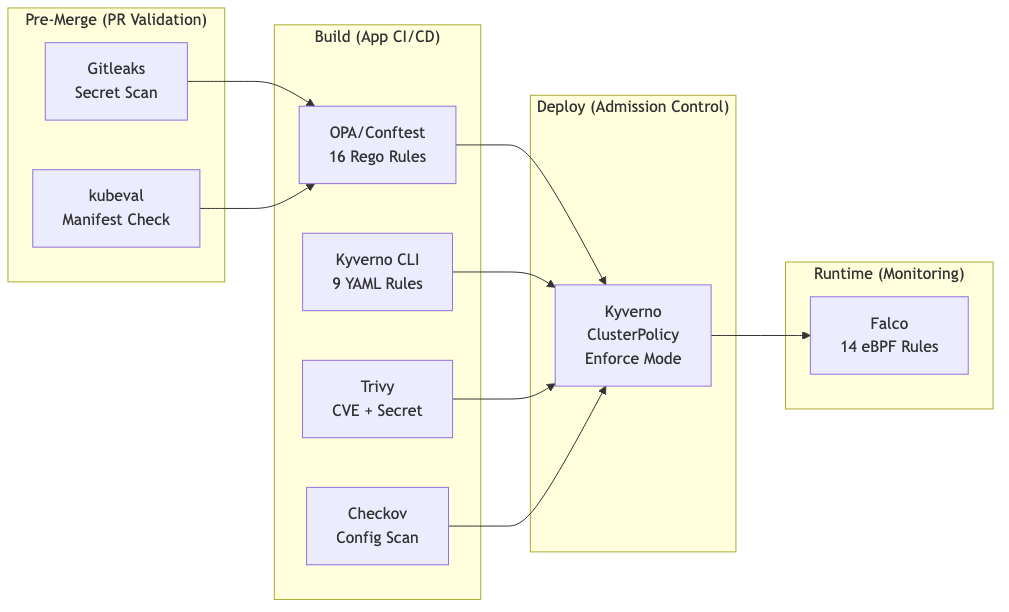 Pre-Merge (PR Validation)
Gitleaks
Secret Scan
kubeval
Manifest Check
Build (App CI/CD)
OPA/Conftest
16 Rego Rules
Kyverno CLI
9 YAML Rules
Trivy
CVE + Secret
Checkov
Config Scan
Deploy (Admission Control)
Kyverno
ClusterPolicy
Enforce Mode
Runtime (Monitoring)
Falco
14 eBPF Rules